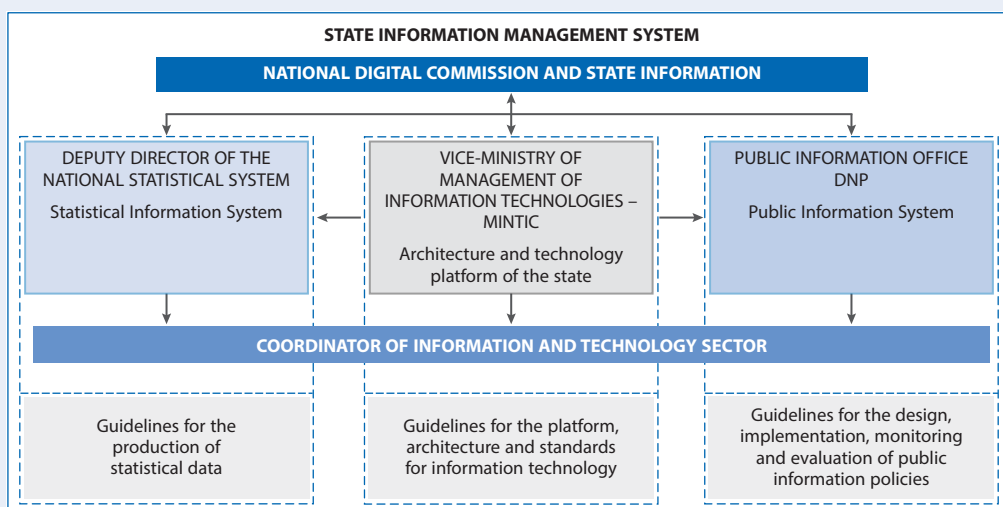 STATE INFORMATION MANAGEMENT SYSTEM
NATIONAL DIGITAL COMMISSION AND STATE INFORMATION
DEPUTY DIRECTOR OF THE
NATIONAL STATISTICAL SYSTEM
Statistical Information System
VICE-MINISTRY OF
MANAGEMENT OF
INFORMATION TECHNOLOGIES –
MINTIC
Architecture and technology
platform of the state
PUBLIC INFORMATION OFFICE
DNP
Public Information System
COORDINATOR OF INFORMATION AND TECHNOLOGY SECTOR
Guidelines for the
production of
statistical data
Guidelines for the platform,
architecture and standards
for information technology
Guidelines for the design,
implementation, monitoring
and evaluation of public
information policies